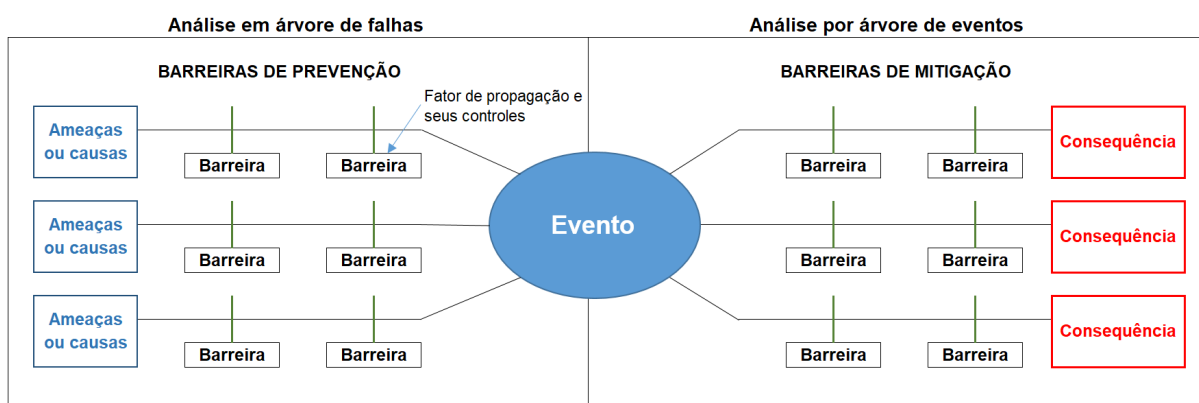 Análise em árvore de falhas
Análise por árvore de eventos
BARREIRAS DE PREVENÇÃO
BARREIRAS DE MITIGAÇÃO
Fator de propagação e
seus controles
Ameaças
ou causas
Barreira
Barreira
Barreira
Barreira
Consequência
Evento
Ameaças
ou causas
Barreira
Barreira
Barreira
Barreira
Consequência
Ameaças
ou causas
Barreira
Barreira
Barreira
Barreira
Consequência